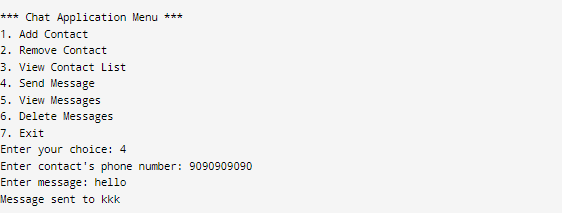 *** Chat Application Menu ***
1. Add Contact
2. Remove Contact
3. View Contact List
4. Send Message
5. View Messages
6. Delete Messages
7. Exit
Enter your choice: 4
Enter contact's phone number: 9090909090
Enter message: hello
Message sent to kkk